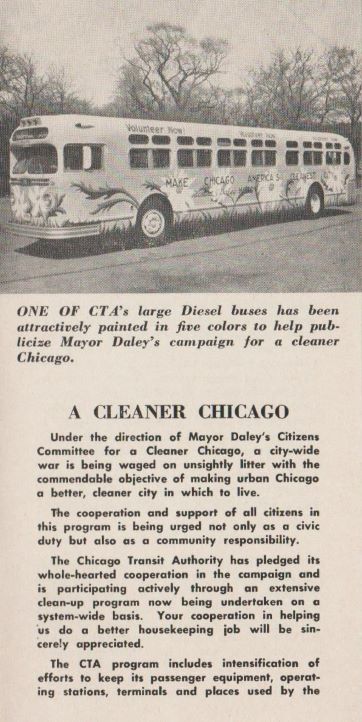 Volunteer Now!
Volunteer Now!
MAKE CHICAGO AMERICA'S CLEANEST
ONE OF CTA's large Diesel buses has been
attractively painted in five colors to help pub-
licize Mayor Daley's campaign for a cleaner
Chicago.
A CLEANER CHICAGO
Under the direction of Mayor Daley's Citizens
Committee for a Cleaner Chicago, a city-wide
war is being waged on unsightly litter with the
commendable objective of making urban Chicago
a better, cleaner city in which to live.
The cooperation and support of all citizens in
this program is being urged not only as a civic
duty but also as a community responsibility.
The Chicago Transit Authority has pledged its
whole-hearted cooperation in the campaign and
is participating actively through an extensive
clean-up program now being undertaken on a
system-wide basis. Your cooperation in helping
us do a better housekeeping job will be sin-
cerely appreciated.
The CTA program includes intensification of
efforts to keep its passenger equipment, operat-
ing stations, terminals and places used by the